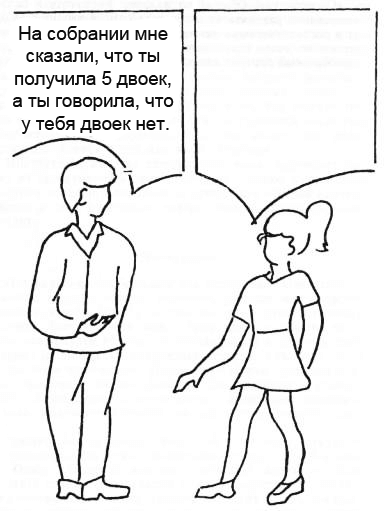 На собрании мне
сказали, что ты
получила 5 двоек,
а ты говорила, что
у тебя двоек нет.